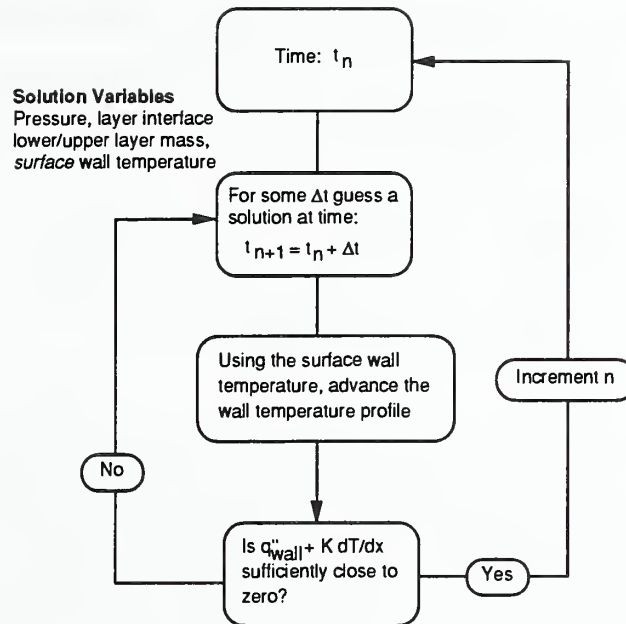 Time: t_n
Solution Variables
Pressure, layer interface
lower/upper layer mass,
surface wall temperature
For some Δt guess a
solution at time:
t_{n+1} = t_n + Δt
Using the surface wall
temperature, advance the
wall temperature profile
Increment n
No
Is q''_wall + K dT/dx
sufficiently close to
zero?
Yes